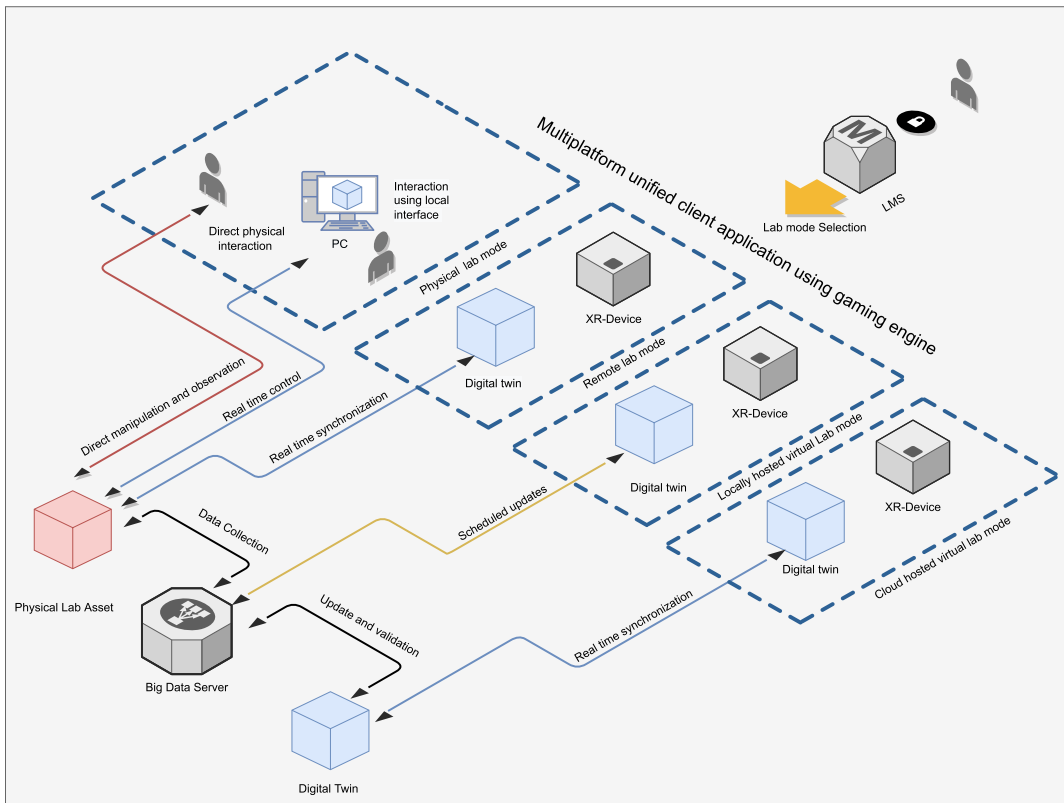 Multiplatform unified client application using gaming engine
M
LMS
Lab mode Selection
Direct physical
interaction
Interaction
using local
interface
PC
Physical lab mode
XR-Device
Digital twin
Remote lab mode
XR-Device
Digital twin
Locally hosted virtual Lab mode
XR-Device
Digital twin
Cloud hosted virtual lab mode
Direct manipulation and observation
Real time control
Real time synchronization
Scheduled updates
Data Collection
Physical Lab Asset
Update and validation
Real time synchronization
Big Data Server
Digital Twin